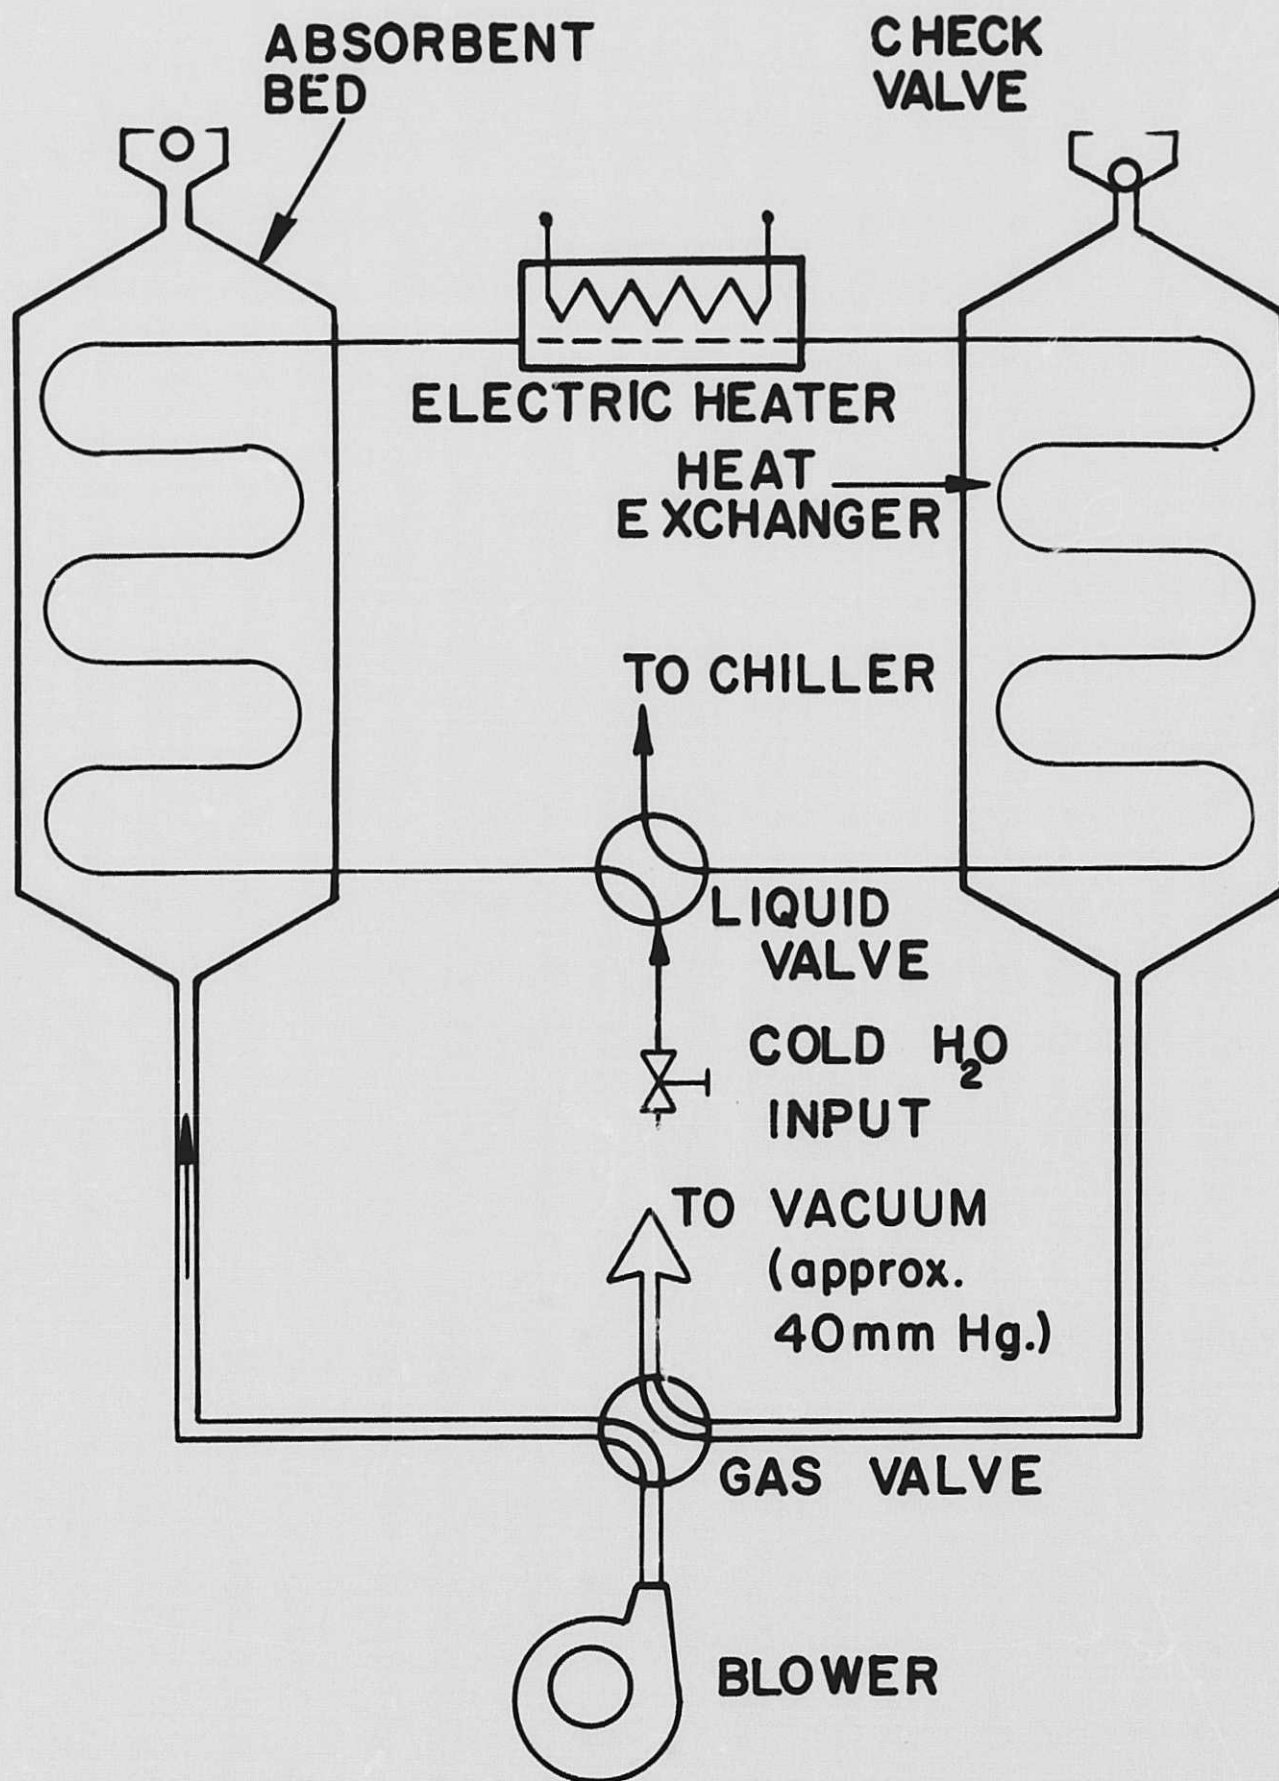 ABSORBENT
BED
CHECK
VALVE
ELECTRIC HEATER
HEAT
EXCHANGER
TO CHILLER
LIQUID
VALVE
COLD H₂O
INPUT
TO VACUUM
(approx.
40mm Hg.)
GAS VALVE
BLOWER